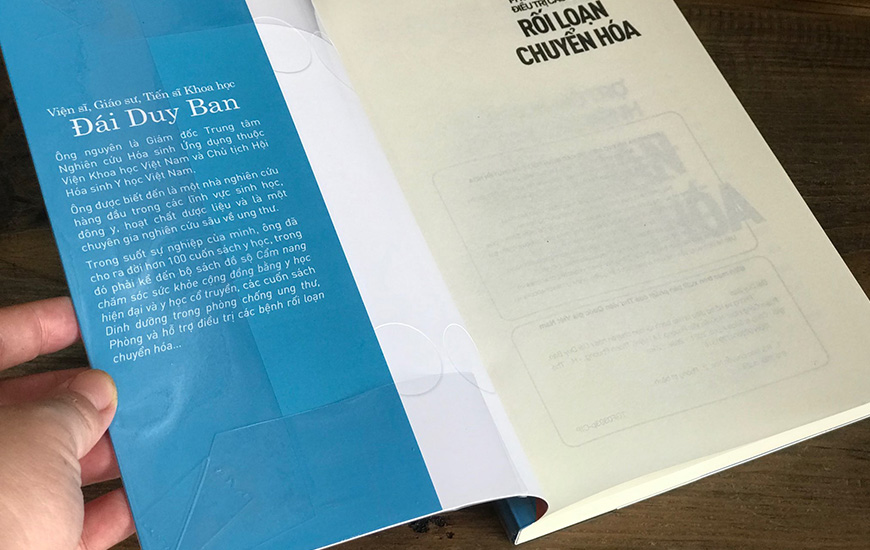 Viện sĩ, Giáo sư, Tiến sĩ Khoa học
Đái Duy Ban
Ông nguyên là Giám đốc Trung tâm
Nghiên cứu Hóa sinh Ứng dụng thuộc
Viện Khoa học Việt Nam và Chủ tịch Hội
Hóa sinh Y học Việt Nam.
Ông được biết đến là một nhà nghiên cứu
hàng đầu trong các lĩnh vực sinh học,
đông y, hoạt chất dược liệu và là một
chuyên gia nghiên cứu sâu về ung thư.
Trong suốt sự nghiệp của mình, ông đã
cho ra đời hơn 100 cuốn sách y học, trong
đó phải kể đến bộ sách đồ sộ Cẩm nang
chăm sóc sức khỏe cộng đồng bằng y học
hiện đại và y học cổ truyền, các cuốn sách
Dinh dưỡng trong phòng chống ung thư,
Phòng và hỗ trợ điều trị các bệnh rối loạn
chuyển hóa...
ĐIỀU TRỊ
RỐI LOẠN
CHUYỂN HÓA